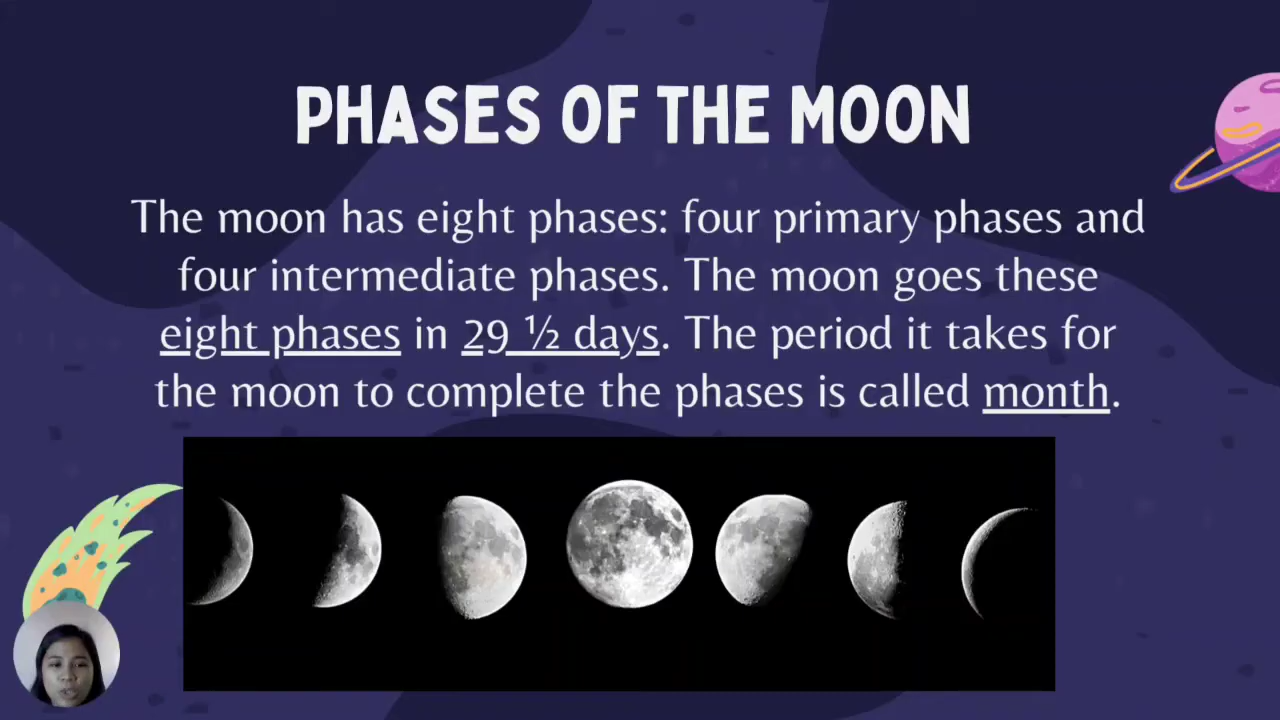 PHASES OF THE MOON
The moon has eight phases: four primary phases and
four intermediate phases. The moon goes these
eight phases in 29 ½ days. The period it takes for
the moon to complete the phases is called month.